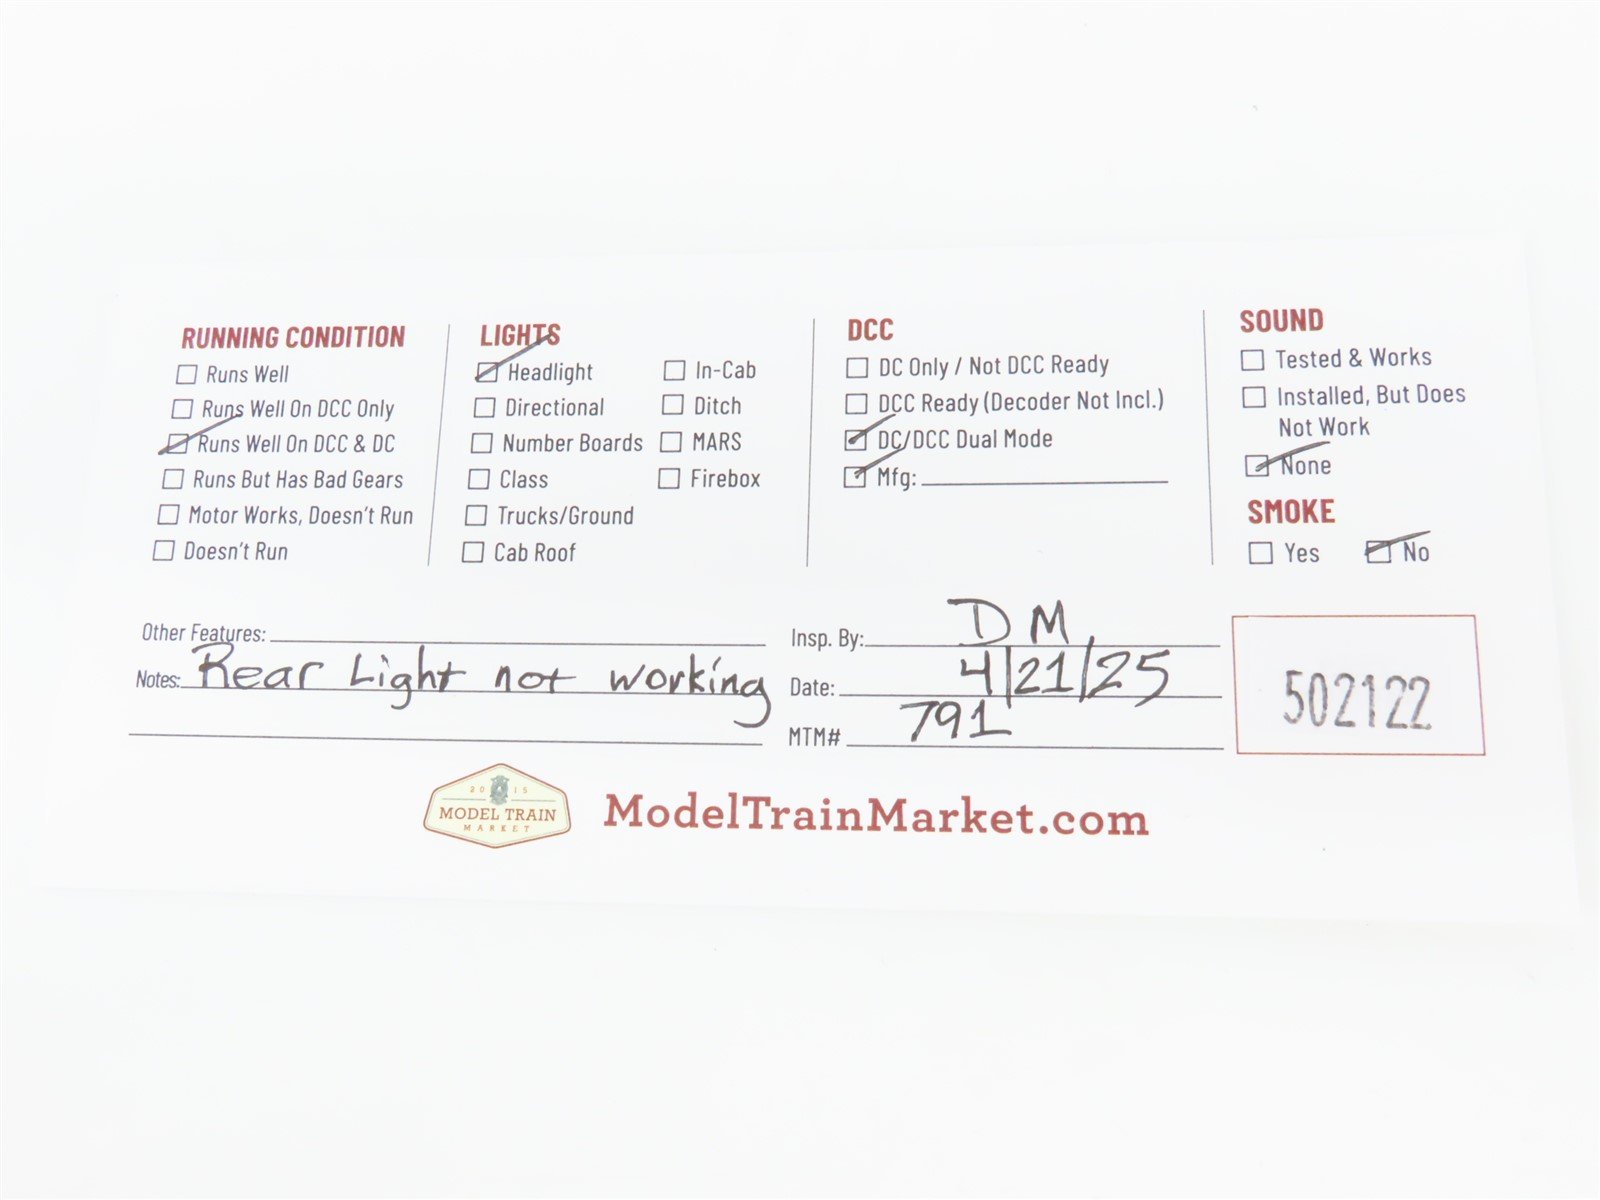 RUNNING CONDITION
Runs Well
Runs Well On DCC Only
Runs Well On DCC & DC
Runs But Has Bad Gears
Motor Works, Doesn't Run
Doesn't Run
LIGHTS
Headlight
Directional
Number Boards
Class
Trucks/Ground
Cab Roof
In-Cab
Ditch
MARS
Firebox
DCC
DC Only / Not DCC Ready
DCC Ready (Decoder Not Incl.)
DC/DCC Dual Mode
Mfg:
SOUND
Tested & Works
Installed, But Does
Not Work
None
SMOKE
Yes No
Other Features:
Notes: Rear Light not working
Insp. By: DM
Date: 4/21/25
MTM# 791
502122
2015
MODEL TRAIN
MARKET
ModelTrainMarket.com